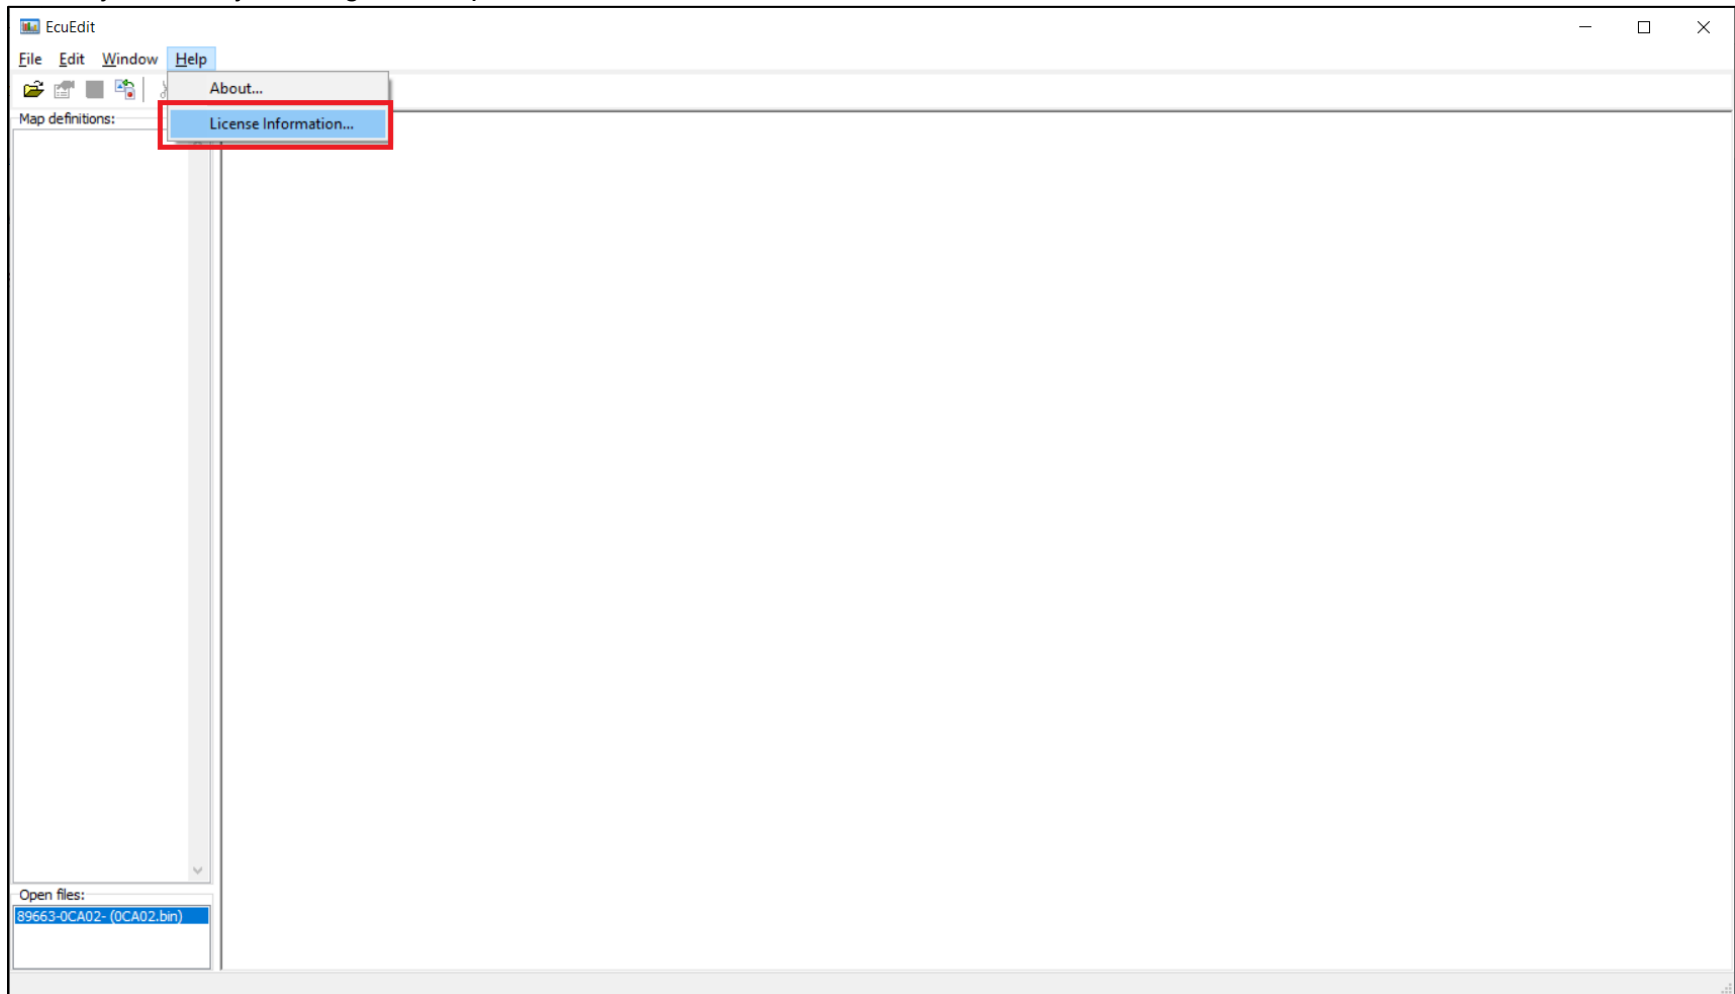 EcuEdit
File Edit Window Help
About...
License Information...
Map definitions:
Open files:
89663-0CA02- (0CA02.bin)